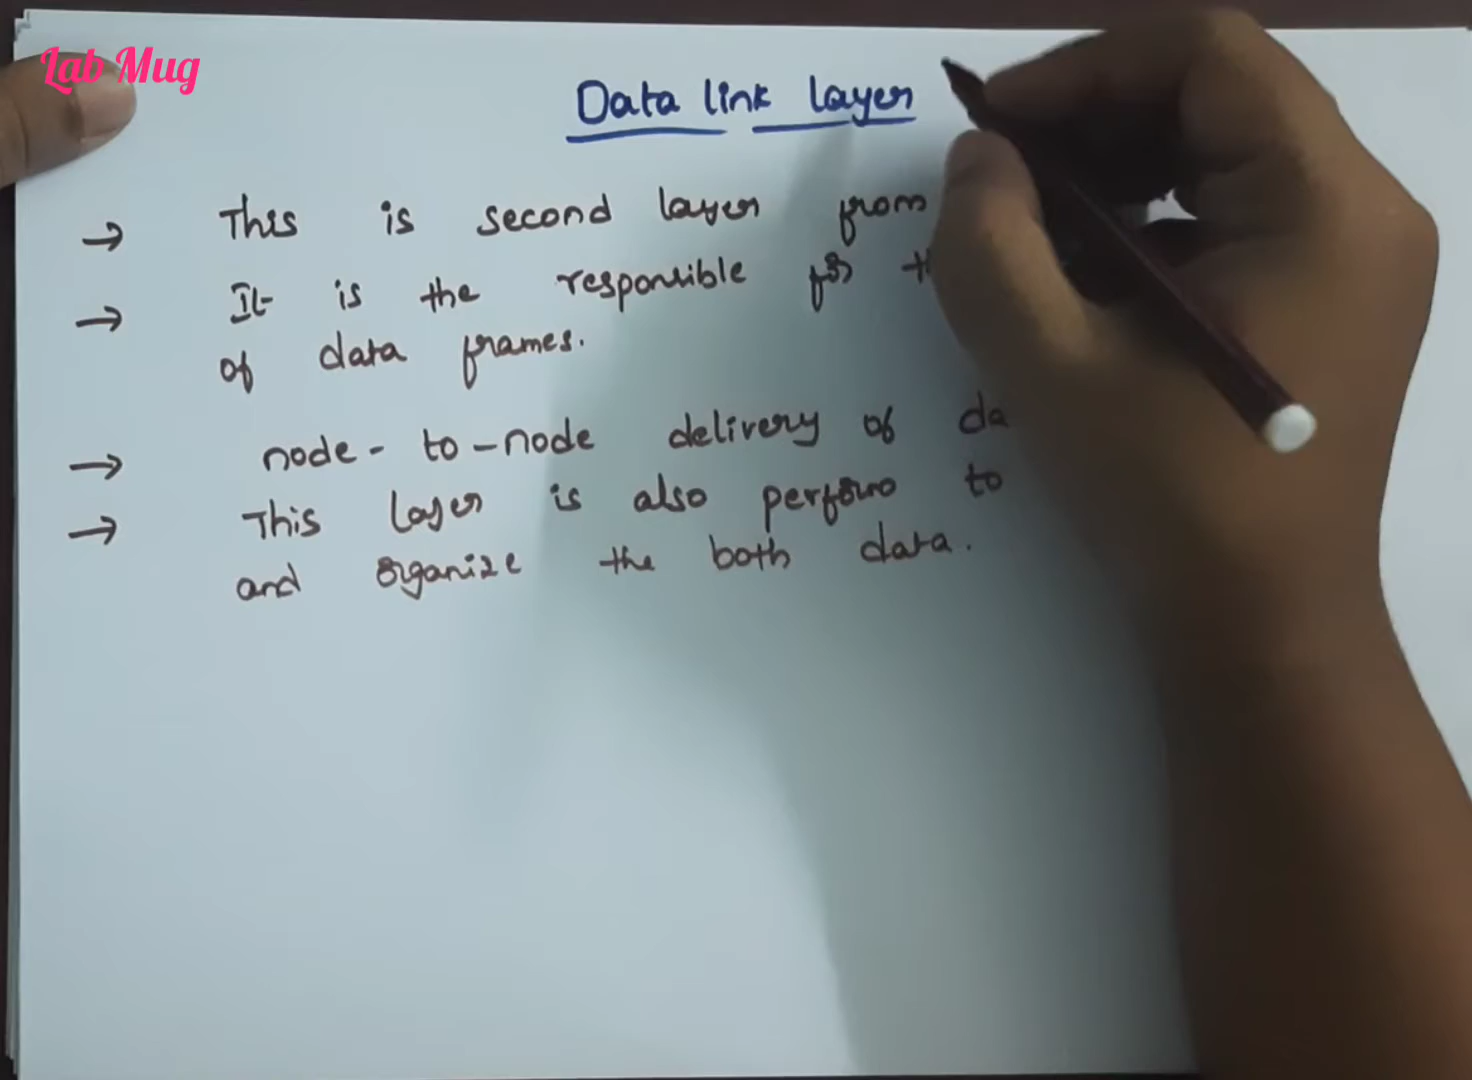 Lab Mug
Data link layer
→ This is second layer from
→ It is the responsible for
of data frames.
→ node-to-node delivery of da
→ This layer is also perform to
and organize the both data.